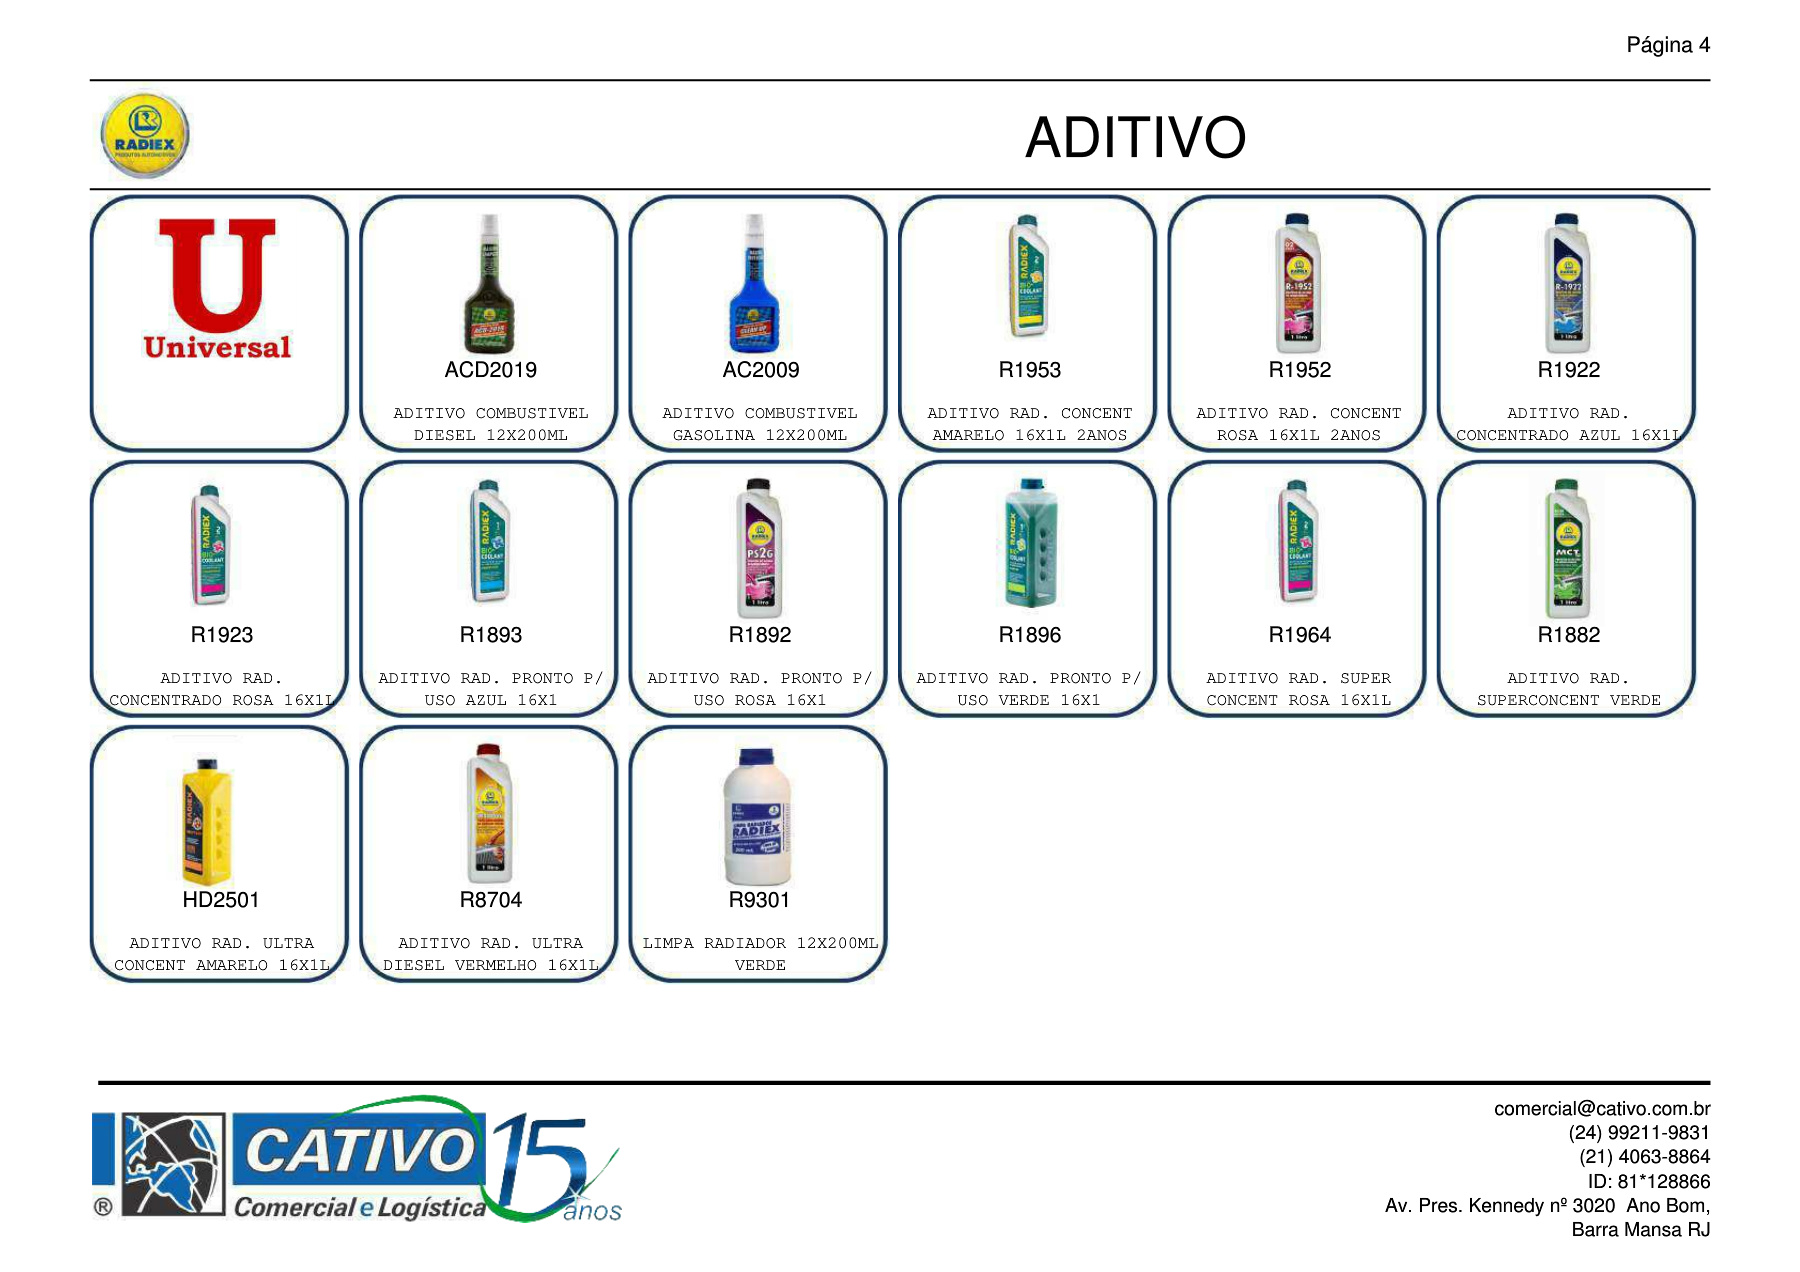 Página 4
RADIEX
ADITIVO
U
Universal
ACD2019
ADITIVO COMBUSTIVEL
DIESEL 12X200ML
AC2009
ADITIVO COMBUSTIVEL
GASOLINA 12X200ML
R1953
ADITIVO RAD. CONCENT
AMARELO 16X1L 2ANOS
R1952
ADITIVO RAD. CONCENT
ROSA 16X1L 2ANOS
R1922
ADITIVO RAD.
CONCENTRADO AZUL 16X1L
R1923
ADITIVO RAD.
CONCENTRADO ROSA 16X1L
R1893
ADITIVO RAD. PRONTO P/
USO AZUL 16X1
R1892
ADITIVO RAD. PRONTO P/
USO ROSA 16X1
R1896
ADITIVO RAD. PRONTO P/
USO VERDE 16X1
R1964
ADITIVO RAD. SUPER
CONCENT ROSA 16X1L
R1882
ADITIVO RAD.
SUPERCONCENT VERDE
HD2501
ADITIVO RAD. ULTRA
CONCENT AMARELO 16X1L
R8704
ADITIVO RAD. ULTRA
DIESEL VERMELHO 16X1L
R9301
LIMPA RADIADOR 12X200ML
VERDE
CATIVO 15 anos
® Comercial e Logística
comercial@cativo.com.br
(24) 99211-9831
(21) 4063-8864
ID: 81*128866
Av. Pres. Kennedy nº 3020 Ano Bom,
Barra Mansa RJ